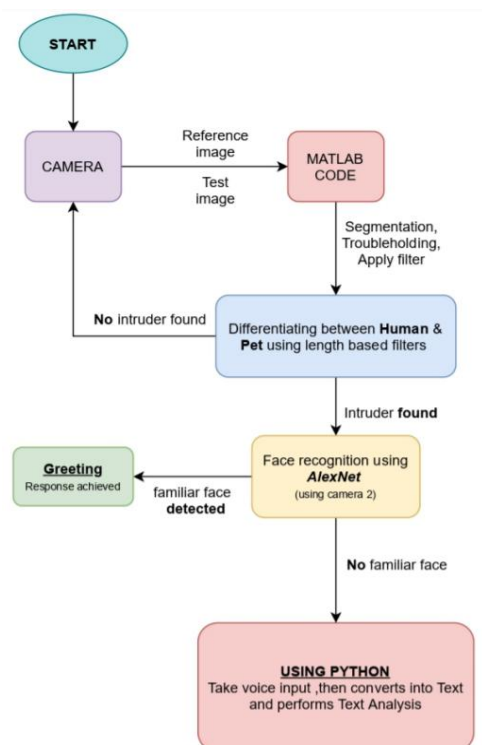 START
CAMERA
Reference
image
Test
image
MATLAB
CODE
Segmentation,
Troubleholding,
Apply filter
No intruder found
Differentiating between Human &
Pet using length based filters
Intruder found
Greeting
Response achieved
familiar face
detected
Face recognition using
AlexNet
(using camera 2)
No familiar face
USING PYTHON
Take voice input ,then converts into Text
and performs Text Analysis